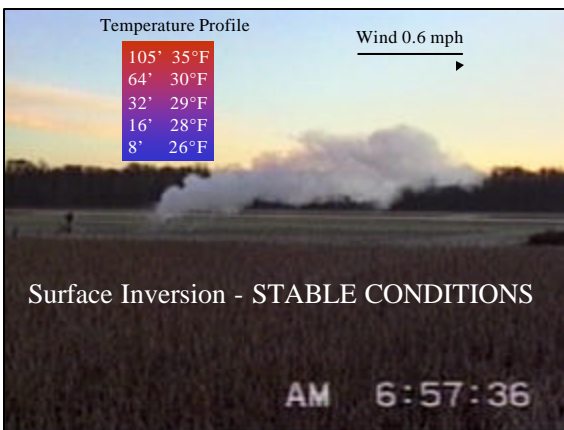 Temperature Profile
Wind 0.6 mph
105’ 35°F
64’ 30°F
32’ 29°F
16’ 28°F
8’ 26°F
Surface Inversion - STABLE CONDITIONS
AM 6:57:36